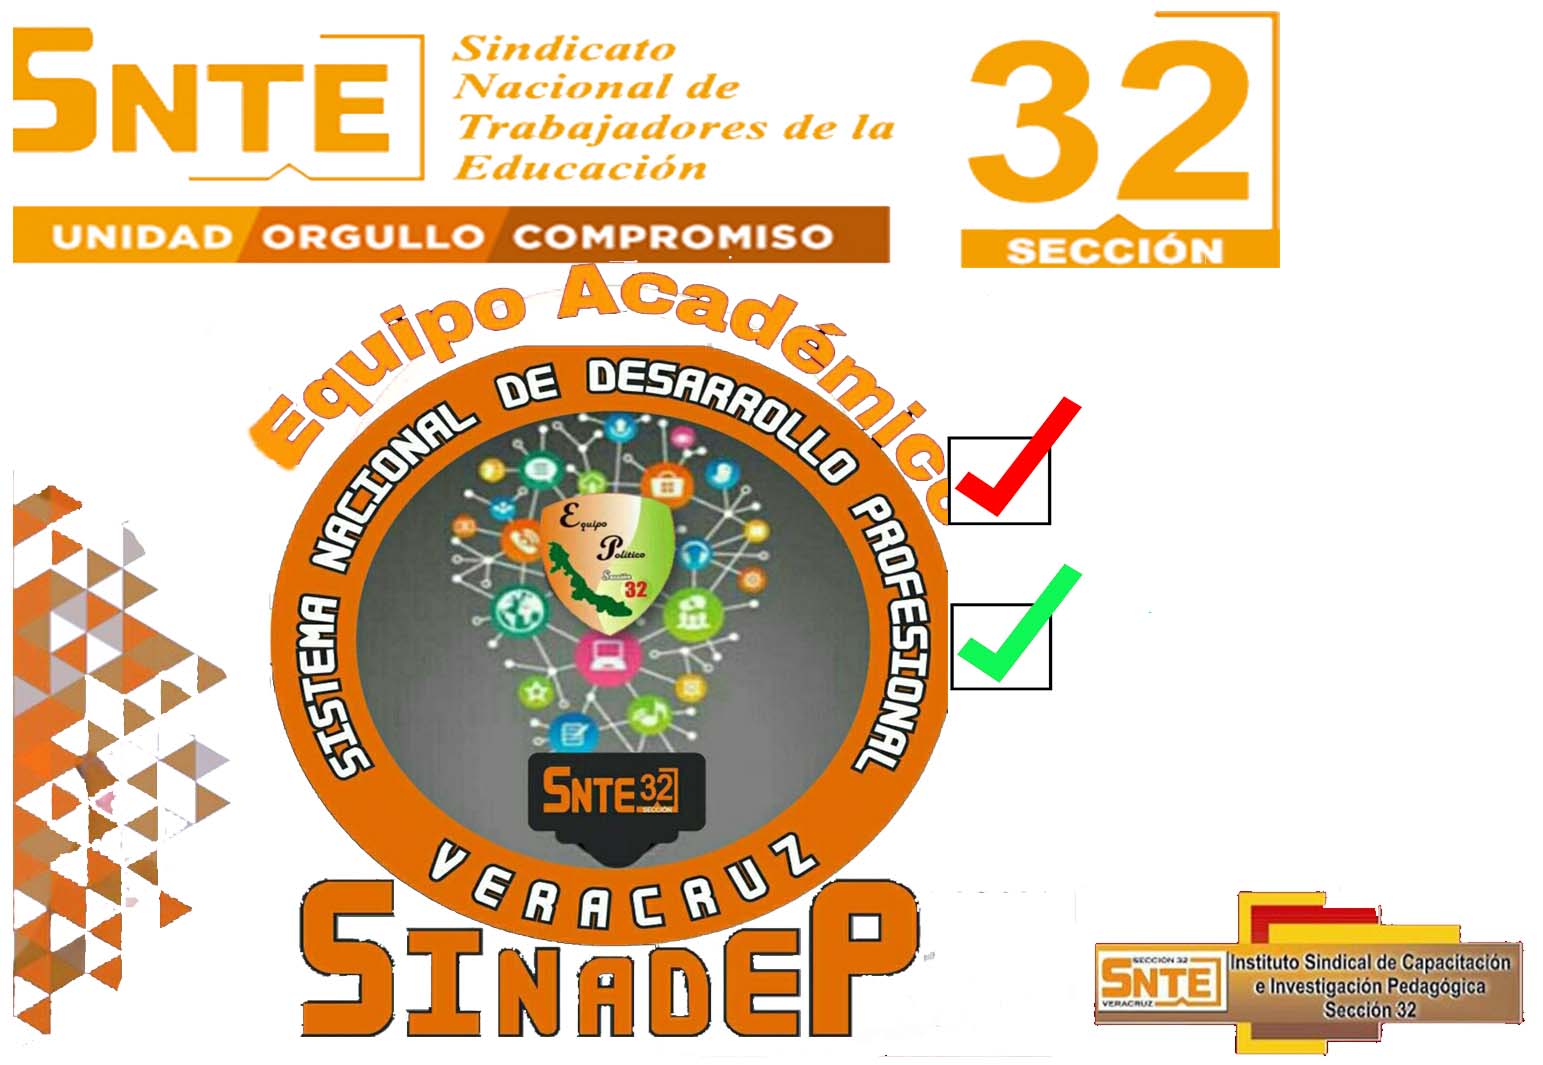 SNTE
Sindicato
Nacional de
Trabajadores de la
Educación
32
SECCIÓN
UNIDAD ORGULLO COMPROMISO
Equipo Académico
SISTEMA NACIONAL DE DESARROLLO PROFESIONAL
Equipo
Político
Sección
32
SNTE 32
SECCIÓN
VERACRUZ
SINADEP
SECCIÓN 32
SNTE
VERACRUZ
Instituto Sindical de Capacitación
e Investigación Pedagógica
Sección 32